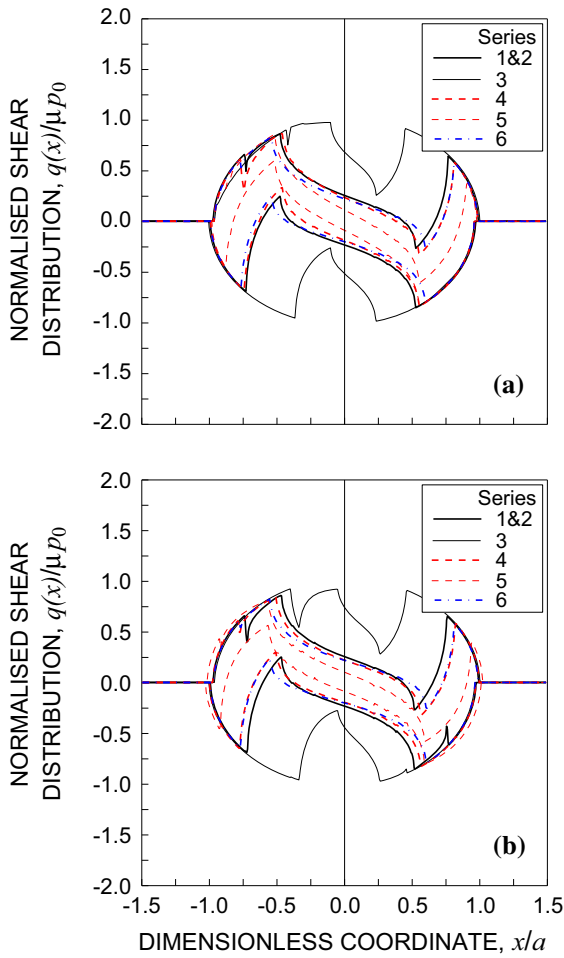 2.0
1.5
1.0
0.5
0.0
-0.5
-1.0
-1.5
-2.0
NORMALISED SHEAR
DISTRIBUTION, q(x)/μp0
Series
1&2
3
4
5
6
(a)
2.0
1.5
1.0
0.5
0.0
-0.5
-1.0
-1.5
-2.0
NORMALISED SHEAR
DISTRIBUTION, q(x)/μp0
Series
1&2
3
4
5
6
(b)
-1.5 -1.0 -0.5 0.0 0.5 1.0 1.5
DIMENSIONLESS COORDINATE, x/a